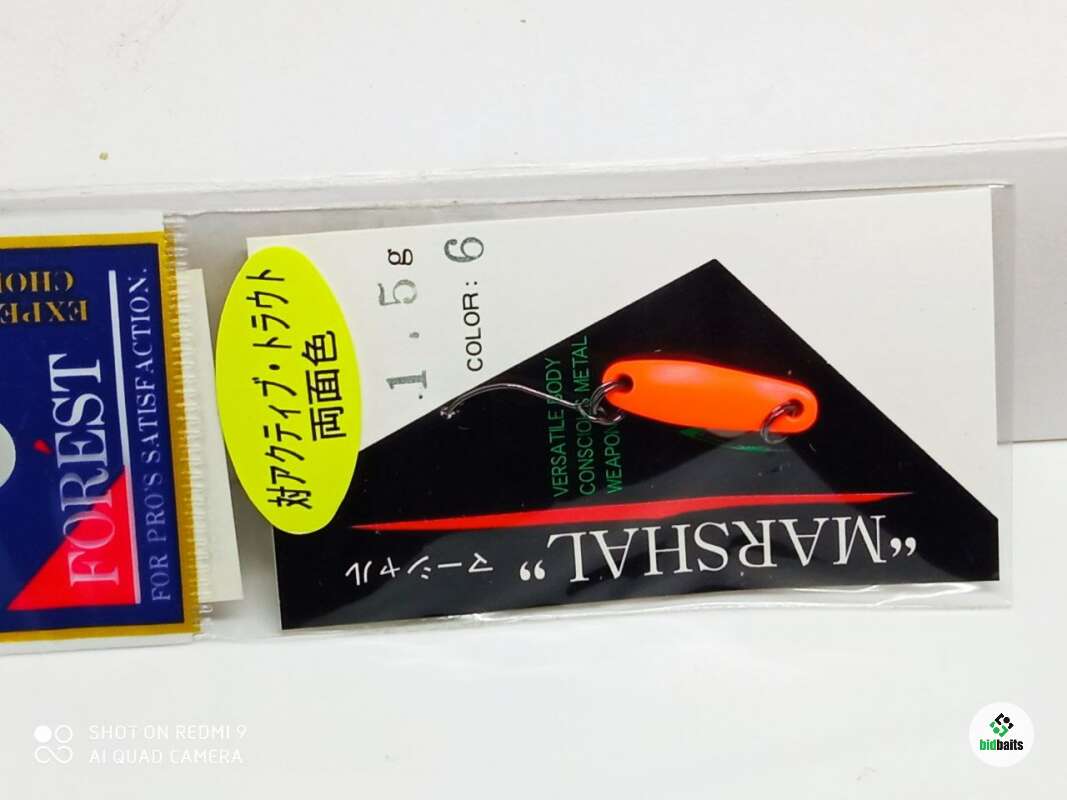 EXPE
CHOI
FORÉST
FOR PRO'S SATISFACTION.
対アクティブ・トラウト
両面色
1.5g
COLOR: 6
VERSATILE BODY
CONSCIOUS METAL
WEAPON
"MARSHAL" マーシャル
SHOT ON REDMI 9
AI QUAD CAMERA
bidbaits